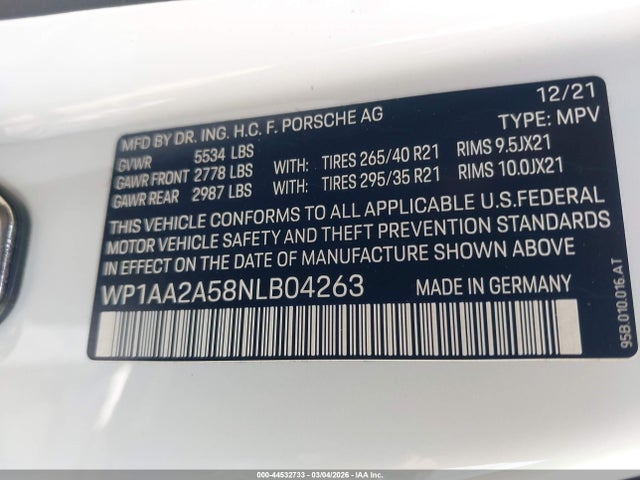 12/21
MFD BY DR. ING. H.C. F. PORSCHE AG
TYPE: MPV
GVWR 5534 LBS
GAWR FRONT 2778 LBS WITH: TIRES 265/40 R21 RIMS 9.5JX21
GAWR REAR 2987 LBS WITH: TIRES 295/35 R21 RIMS 10.0JX21
THIS VEHICLE CONFORMS TO ALL APPLICABLE U.S.FEDERAL
MOTOR VEHICLE SAFETY AND THEFT PREVENTION STANDARDS
IN EFFECT ON THE DATE OF MANUFACTURE SHOWN ABOVE
WP1AA2A58NLB04263 MADE IN GERMANY
95B.010.016.AT
000-44532733 - 03/04/2026 - IAA Inc.